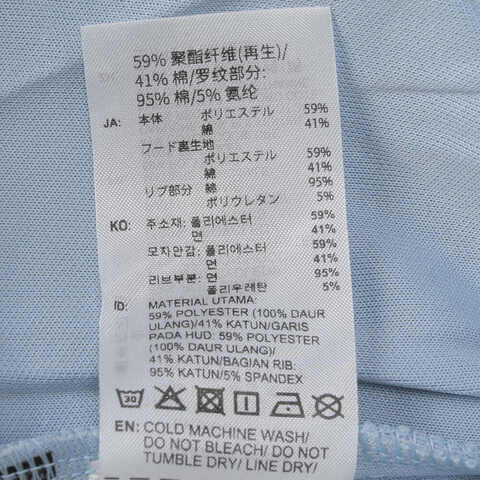 59% 聚酯纤维(再生)/
41% 棉/罗纹部分:
95% 棉/5% 氨纶
JA: 本体 ポリエステル 59%
綿 41%
フード裏生地
ポリエステル 59%
綿 41%
リブ部分 綿 95%
ポリウレタン 5%
KO: 주소재: 폴리에스터 59%
면 41%
모자안감: 폴리에스터 59%
면 41%
리브부분: 면 95%
폴리우레탄 5%
ID: MATERIAL UTAMA:
59% POLYESTER (100% DAUR
ULANG)/41% KATUN/GARIS
PADA HUD: 59% POLYESTER
(100% DAUR ULANG)/
41% KATUN/BAGIAN RIB:
95% KATUN/5% SPANDEX
30
EN: COLD MACHINE WASH/
DO NOT BLEACH/ DO NOT
TUMBLE DRY/ LINE DRY/